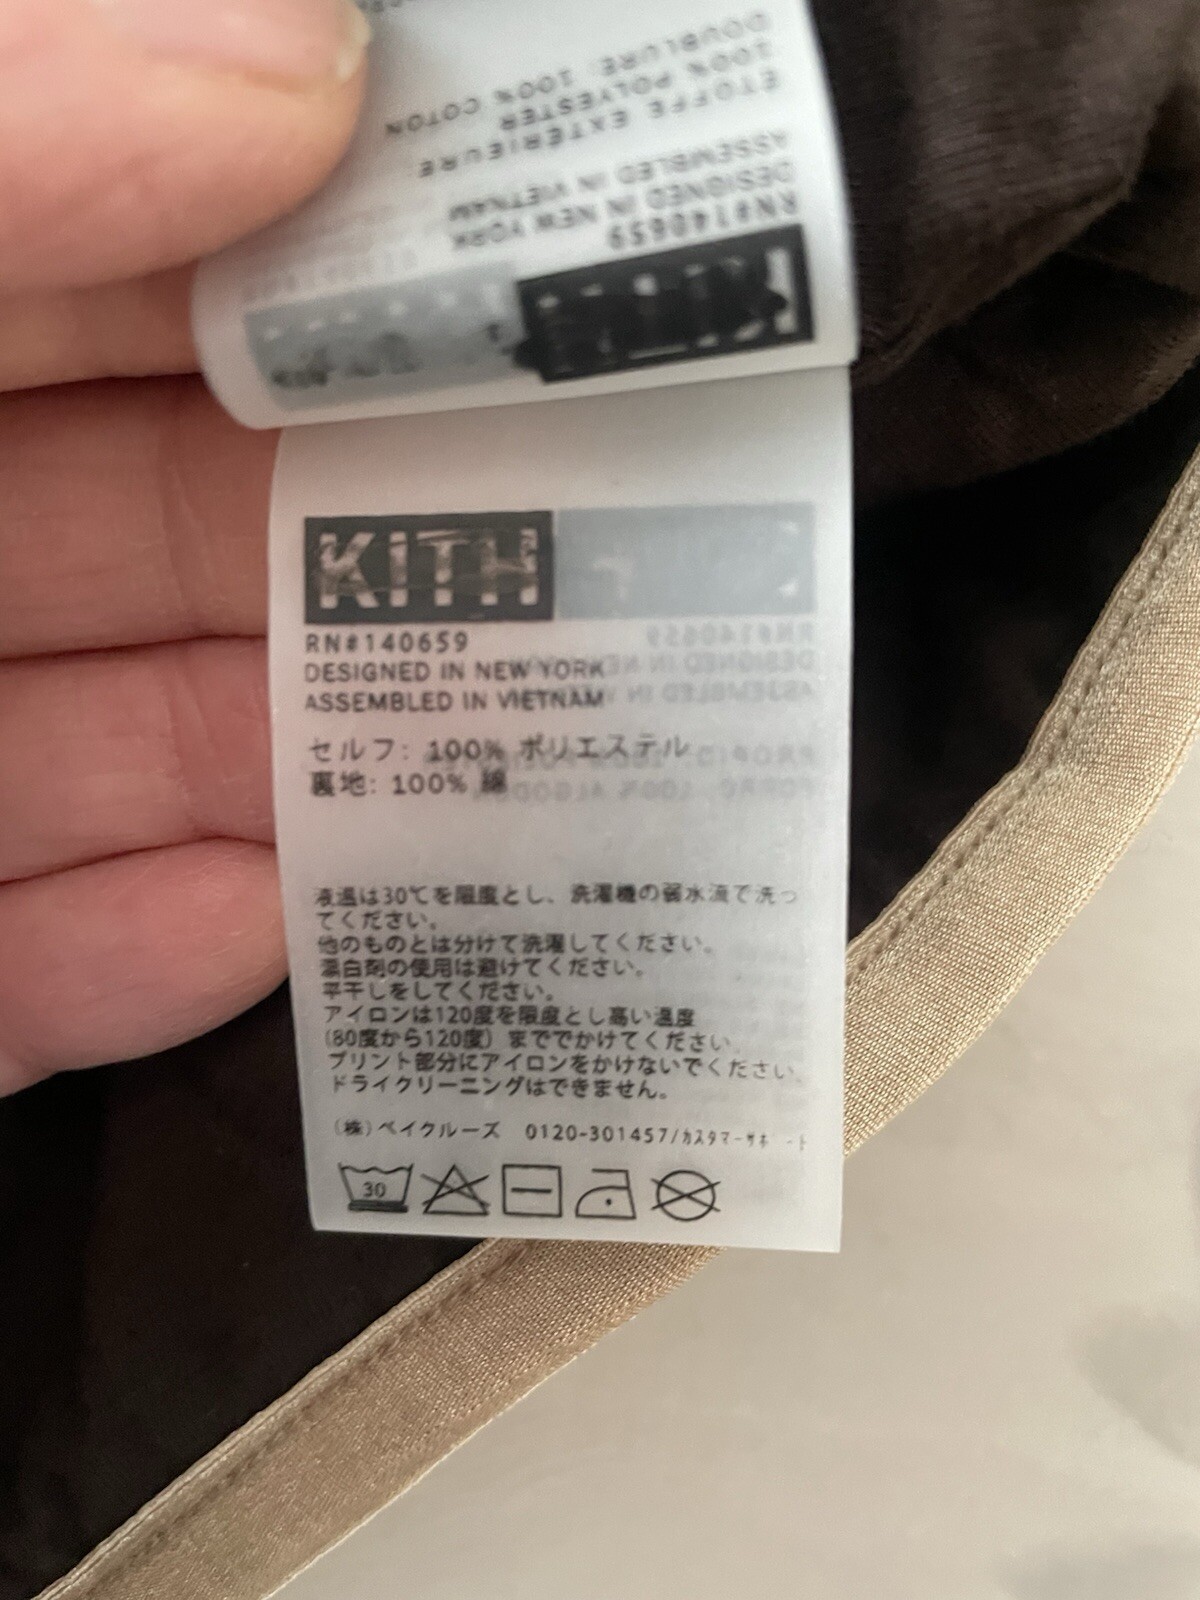 DOUBLURE: 100% COTON
100% POLYESTER
ÉTOFFE EXTÉRIEURE:
ASSEMBLED IN VIETNAM
DESIGNED IN NEW YORK
RN#140659
KITH
RN#140659
DESIGNED IN NEW YORK
ASSEMBLED IN VIETNAM
セルフ: 100% ポリエステル
裏地: 100% 綿
液温は30℃を限度とし、洗濯機の弱水流で洗っ
てください。
他のものとは分けて洗濯してください。
漂白剤の使用は避けてください。
平干しをしてください。
アイロンは120度を限度とし高い温度
(80度から120度) まででかけてください。
プリント部分にアイロンをかけないでください。
ドライクリーニングはできません。
(株)ベイクルーズ 0120-301457/カスタマーサポート
30